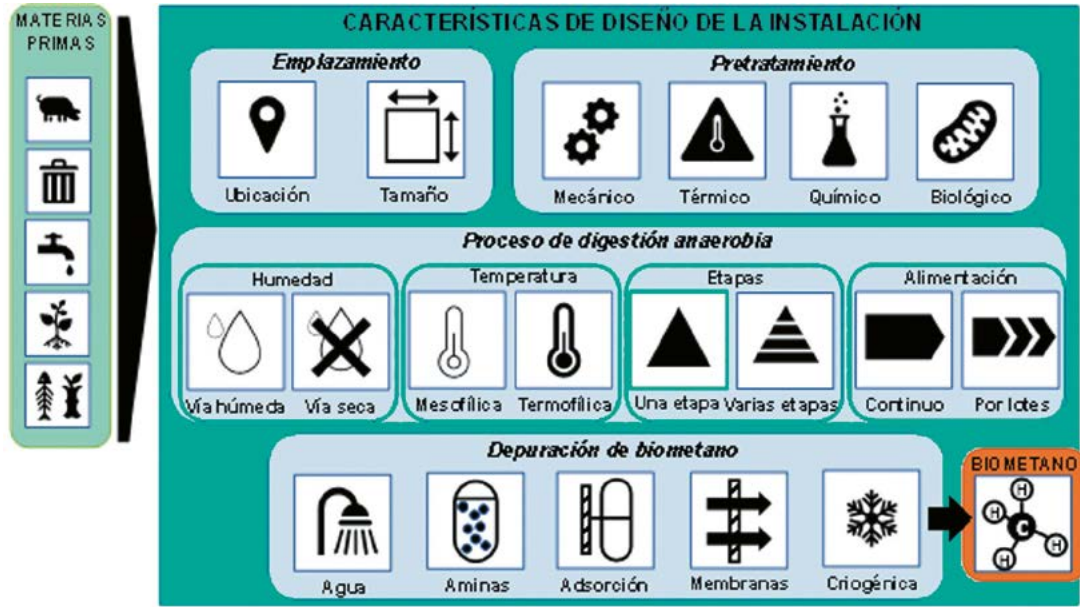 MATERIAS
PRIMAS
CARACTERÍSTICAS DE DISEÑO DE LA INSTALACIÓN
Emplazamiento
Ubicación
Tamaño
Pretratamiento
Mecánico
Térmico
Químico
Biológico
Proceso de digestión anaerobia
Humedad
Vía húmeda
Vía seca
Temperatura
Mesofílica
Termofílica
Etapas
Una etapa
Varias etapas
Alimentación
Continuo
Por lotes
Depuración de biometano
Agua
Aminas
Adsorción
Membranas
Criogénica
BIOMETANO
H
H
C
H
H